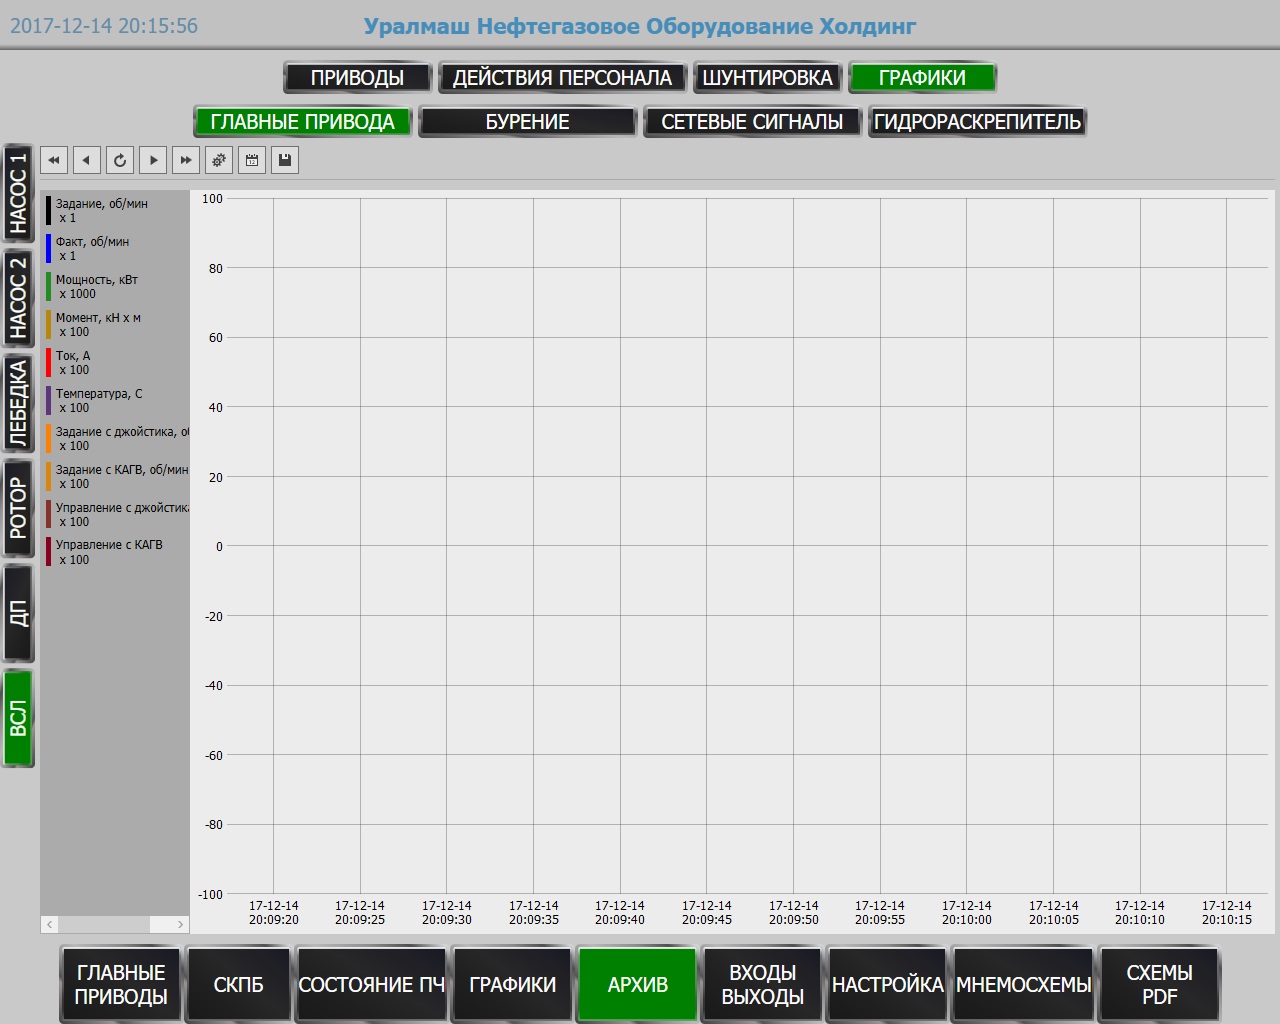 2017-12-14 20:15:56
Уралмаш Нефтегазовое Оборудование Холдинг
ПРИВОДЫ
ДЕЙСТВИЯ ПЕРСОНАЛА
ШУНТИРОВКА
ГРАФИКИ
ГЛАВНЫЕ ПРИВОДА
БУРЕНИЕ
СЕТЕВЫЕ СИГНАЛЫ
ГИДРОРАСКРЕПИТЕЛЬ
НАСОС 1
НАСОС 2
ЛЕБЕДКА
РОТОР
ДП
ВСЛ
12
Задание, об/мин
x 1
Факт, об/мин
x 1
Мощность, кВт
x 1000
Момент, кН x м
x 100
Ток, А
x 100
Температура, С
x 100
Задание с джойстика, об
x 100
Задание с КАГВ, об/мин
x 100
Управление с джойстика
x 100
Управление с КАГВ
x 100
100
80
60
40
20
0
-20
-40
-60
-80
-100
17-12-14
20:09:20
17-12-14
20:09:25
17-12-14
20:09:30
17-12-14
20:09:35
17-12-14
20:09:40
17-12-14
20:09:45
17-12-14
20:09:50
17-12-14
20:09:55
17-12-14
20:10:00
17-12-14
20:10:05
17-12-14
20:10:10
17-12-14
20:10:15
ГЛАВНЫЕ
ПРИВОДЫ
СКПБ
СОСТОЯНИЕ ПЧ
ГРАФИКИ
АРХИВ
ВХОДЫ
ВЫХОДЫ
НАСТРОЙКА
МНЕМОСХЕМЫ
СХЕМЫ
PDF